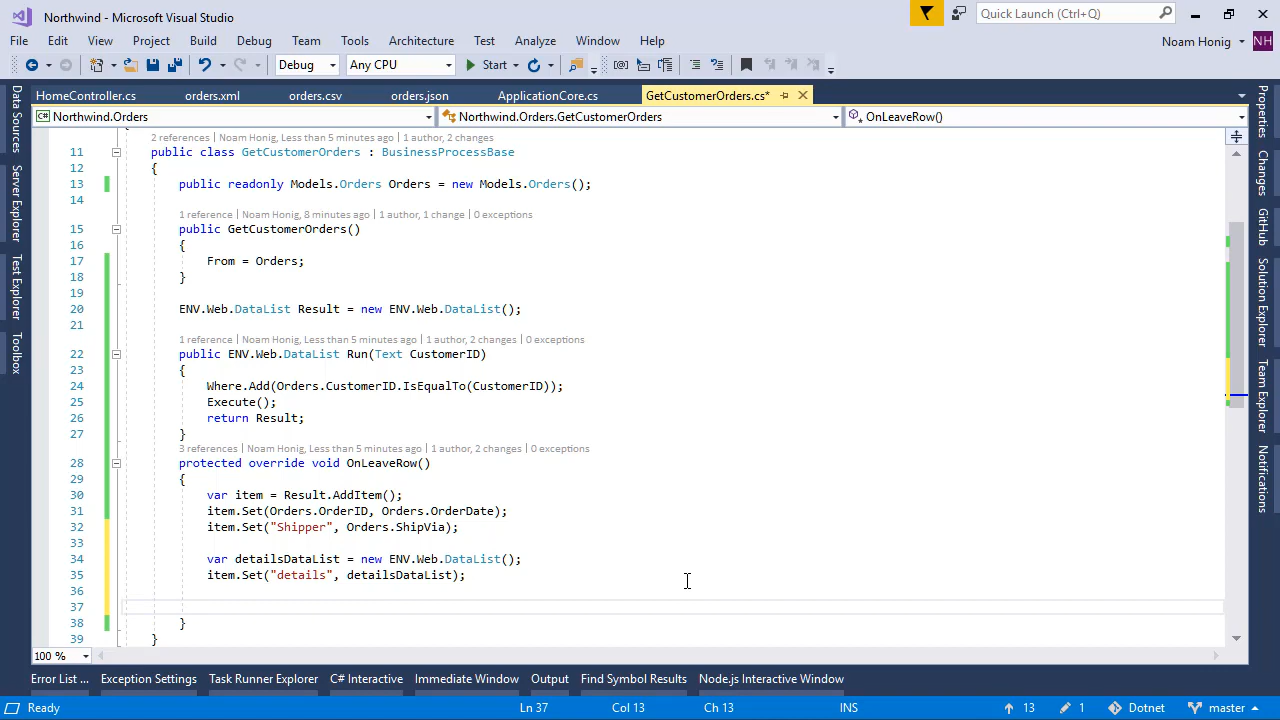 Northwind - Microsoft Visual Studio
Quick Launch (Ctrl+Q)
File Edit View Project Build Debug Team Tools Architecture Test Analyze Window Help
Noam Honig NH
Debug Any CPU Start
HomeController.cs orders.xml orders.csv orders.json ApplicationCore.cs GetCustomerOrders.cs*
Northwind.Orders Northwind.Orders.GetCustomerOrders OnLeaveRow()
Data Sources
Server Explorer
Test Explorer
Toolbox
2 references | Noam Honig, Less than 5 minutes ago | 1 author, 2 changes
11 public class GetCustomerOrders : BusinessProcessBase
12 {
13 public readonly Models.Orders Orders = new Models.Orders();
14
1 reference | Noam Honig, 8 minutes ago | 1 author, 1 change | 0 exceptions
15 public GetCustomerOrders()
16 {
17 From = Orders;
18 }
19
20 ENV.Web.DataList Result = new ENV.Web.DataList();
21
1 reference | Noam Honig, Less than 5 minutes ago | 1 author, 2 changes | 0 exceptions
22 public ENV.Web.DataList Run(Text CustomerID)
23 {
24 Where.Add(Orders.CustomerID.IsEqualTo(CustomerID));
25 Execute();
26 return Result;
27 }
3 references | Noam Honig, Less than 5 minutes ago | 1 author, 2 changes | 0 exceptions
28 protected override void OnLeaveRow()
29 {
30 var item = Result.AddItem();
31 item.Set(Orders.OrderID, Orders.OrderDate);
32 item.Set("Shipper", Orders.ShipVia);
33
34 var detailsDataList = new ENV.Web.DataList();
35 item.Set("details", detailsDataList);
36
37
38 }
39 }
Properties
Changes
GitHub
Solution Explorer
Team Explorer
Notifications
100 %
Error List ... Exception Settings Task Runner Explorer C# Interactive Immediate Window Output Find Symbol Results Node.js Interactive Window
Ready Ln 37 Col 13 Ch 13 INS 13 1 Dotnet master